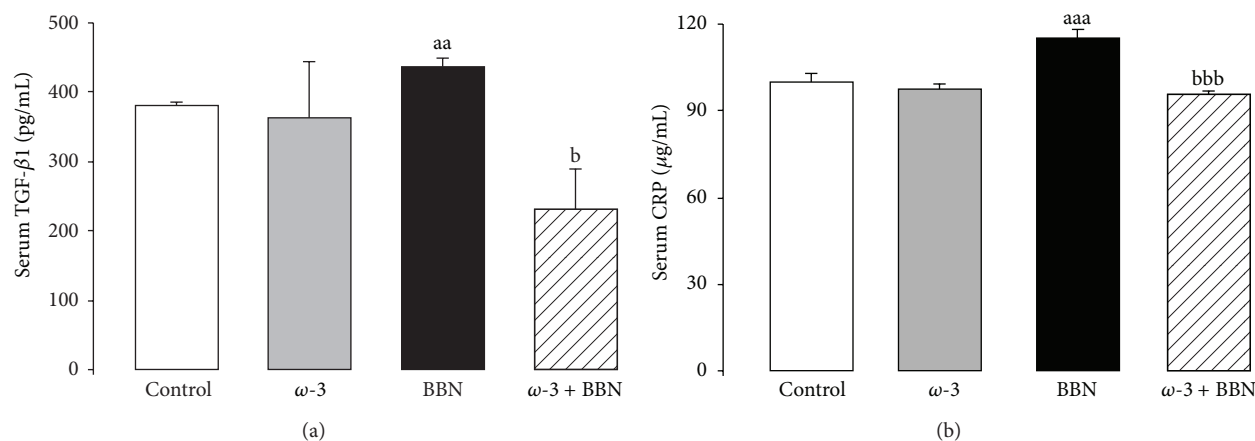 500
400
300
200
100
0
Serum TGF-β1 (pg/mL)
aa
b
Control
ω-3
BBN
ω-3 + BBN
(a)
120
90
60
30
0
Serum CRP (μg/mL)
aaa
bbb
Control
ω-3
BBN
ω-3 + BBN
(b)